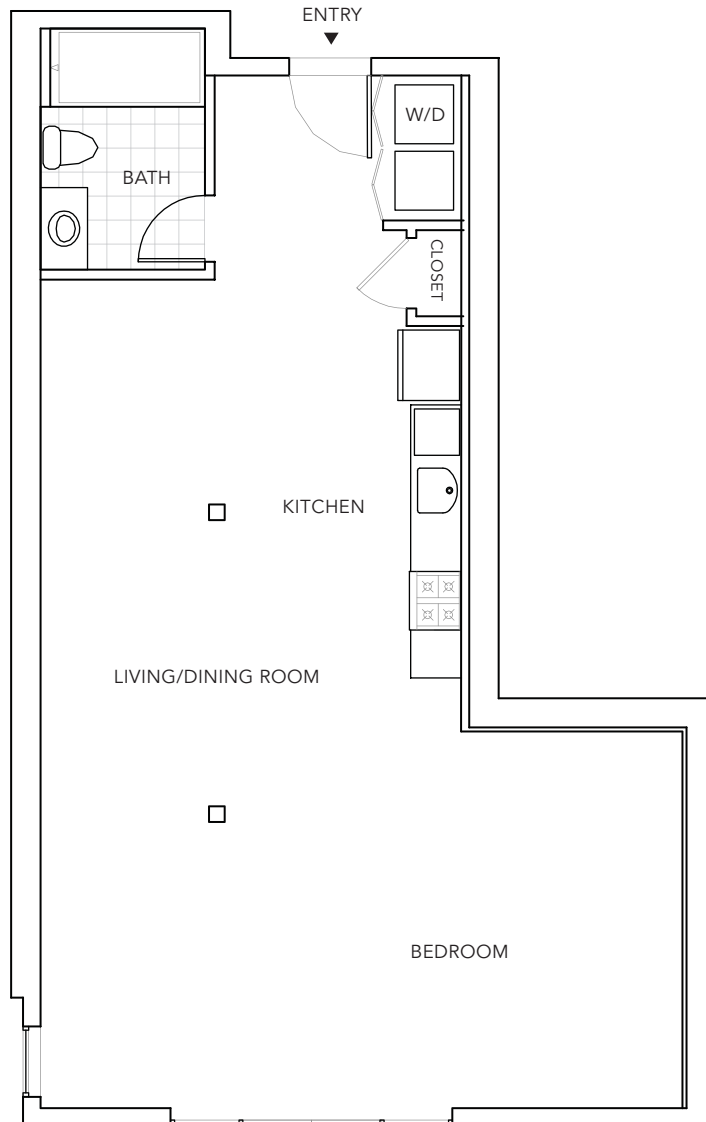 ENTRY
W/D
BATH
CLOSET
KITCHEN
LIVING/DINING ROOM
BEDROOM